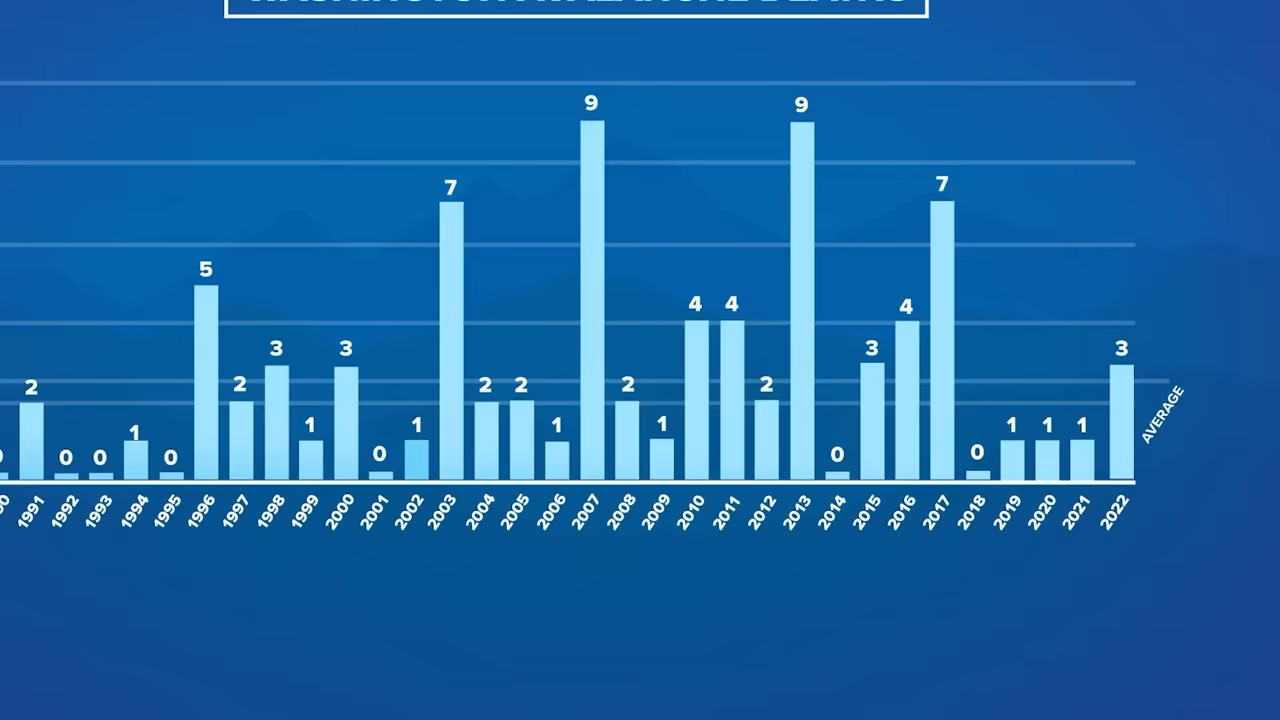 WASHINGTON AVALANCHE DEATHS
9 9
7 7
5
4 4 4
3 3 3 3
2 2 2 2 2 2
1 1 1 1 1 1 1 1
0 0 0 0 0 0
AVERAGE
1991 1992 1993 1994 1995 1996 1997 1998 1999 2000 2001 2002 2003 2004 2005 2006 2007 2008 2009 2010 2011 2012 2013 2014 2015 2016 2017 2018 2019 2020 2021 2022